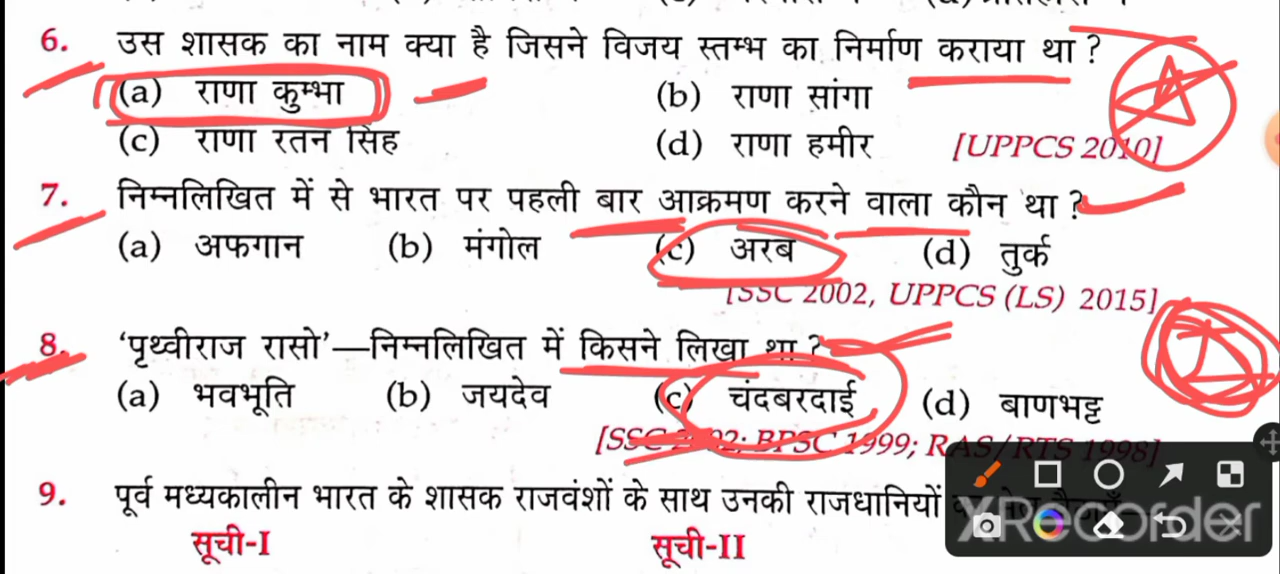 6. उस शासक का नाम क्या है जिसने विजय स्तम्भ का निर्माण कराया था ?
(a) राणा कुम्भा (b) राणा सांगा
(c) राणा रतन सिंह (d) राणा हमीर [UPPCS 2010]
7. निम्नलिखित में से भारत पर पहली बार आक्रमण करने वाला कौन था ?
(a) अफगान (b) मंगोल (c) अरब (d) तुर्क
[SSC 2002, UPPCS (LS) 2015]
8. ‘पृथ्वीराज रासो’—निम्नलिखित में किसने लिखा था ?
(a) भवभूति (b) जयदेव (c) चंदबरदाई (d) बाणभट्ट
[SSC 2002; BPSC 1999; RAS/RTS 1998]
9. पूर्व मध्यकालीन भारत के शासक राजवंशों के साथ उनकी राजधानियों
सूची-I सूची-II
XRecorder